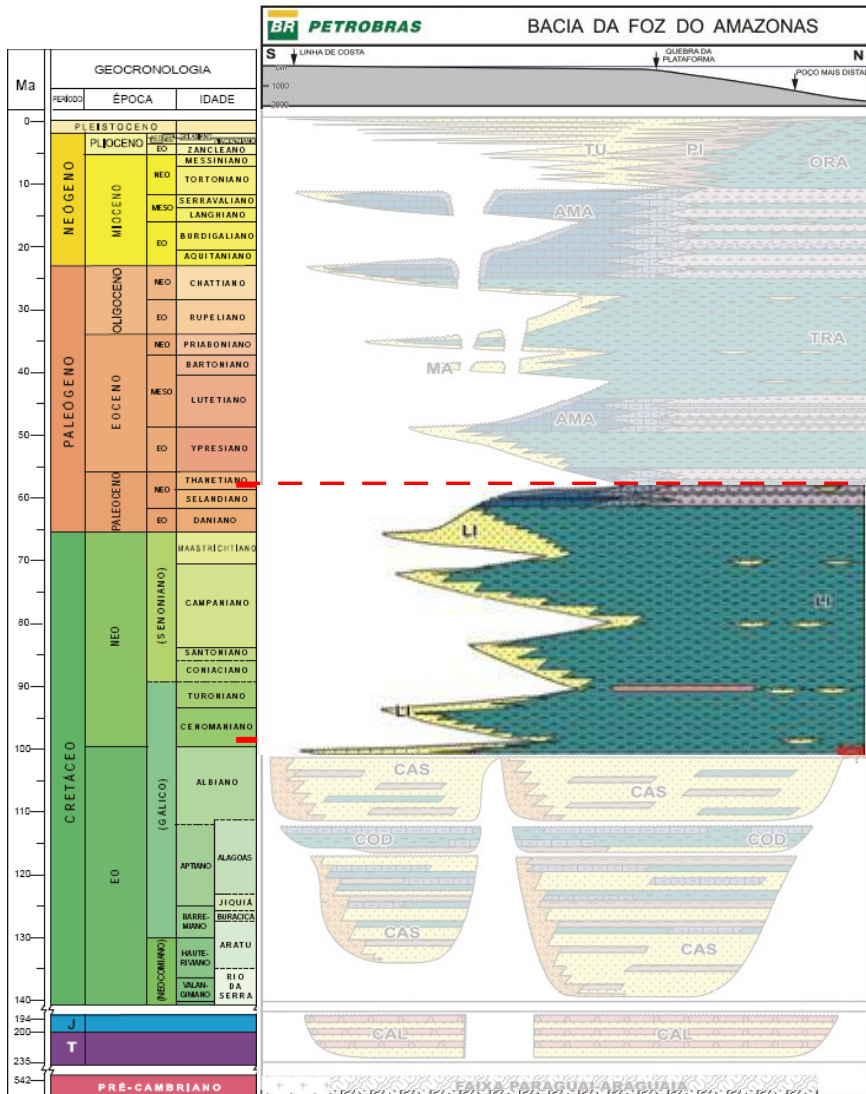 BR PETROBRAS BACIA DA FOZ DO AMAZONAS
S LINHA DE COSTA QUEBRA DA PLATAFORMA N
POÇO MAIS DISTAL
1000
2000
Ma
GEOCRONOLOGIA
PERÍODO ÉPOCA IDADE
0
10
20
30
40
50
60
70
80
90
100
110
120
130
140
194
200
235
542
PLEISTOCENO
NEÓGENO
PLIOCENO
EO ZANCLEANO
MIOCENO
NEO
MESSINIANO
TORTONIANO
MESO
SERRAVALIANO
LANGHIANO
EO
BURDIGALIANO
AQUITANIANO
PALEÓGENO
OLIGOCENO
NEO CHATTIANO
EO RUPELIANO
EOCENO
NEO PRIABONIANO
MESO
BARTONIANO
LUTETIANO
EO YPRESIANO
PALEOCENO
NEO
THANETIANO
SELANDIANO
EO DANIANO
CRETÁCEO
NEO
(SENONIANO)
MAASTRICHTIANO
CAMPANIANO
SANTONIANO
CONIACIANO
(GÁLICO)
TURONIANO
CENOMANIANO
EO
ALBIANO
APTIANO
ALAGOAS
JIQUIÁ
BARRE-
MIANO
BURACICA
(NEOCOMIANO)
HAUTE-
RIVIANO
ARATU
VALAN-
GINIANO
RIO
DA
SERRA
J
T
PRÉ-CAMBRIANO
TU PI ORA
AMA
TRA
MA
AMA
LI
LI
LI
CAS CAS
COD COD
CAS CAS
CAL CAL
FAIXA PARAGUAI-ARAGUAIA